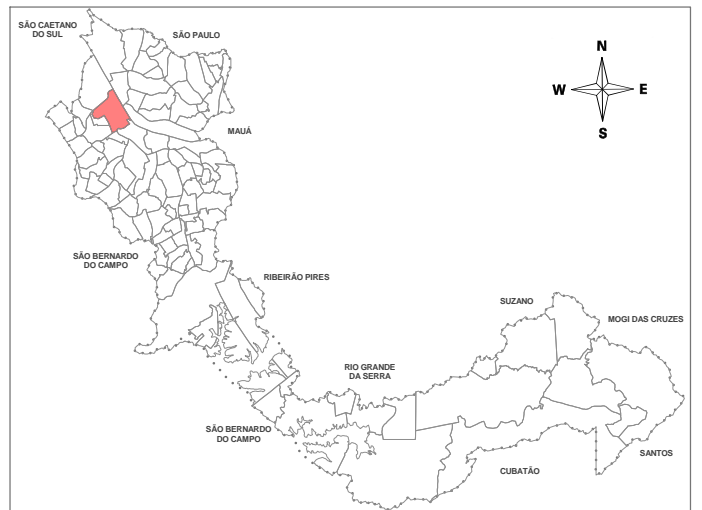 SÃO CAETANO
DO SUL
SÃO PAULO
N
W
E
S
MAUÁ
SÃO BERNARDO
DO CAMPO
RIBEIRÃO PIRES
SUZANO
MOGI DAS CRUZES
RIO GRANDE
DA SERRA
SÃO BERNARDO
DO CAMPO
SANTOS
CUBATÃO